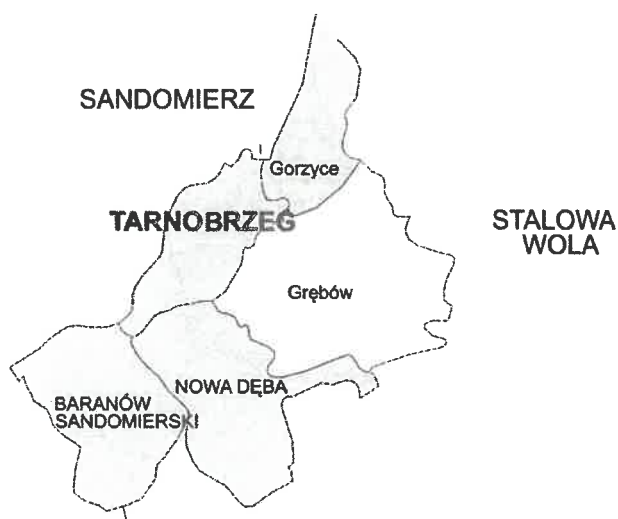 SANDOMIERZ
Gorzyce
TARNOBRZEG
STALOWA
WOLA
Grębów
NOWA DĘBA
BARANÓW
SANDOMIERSKI